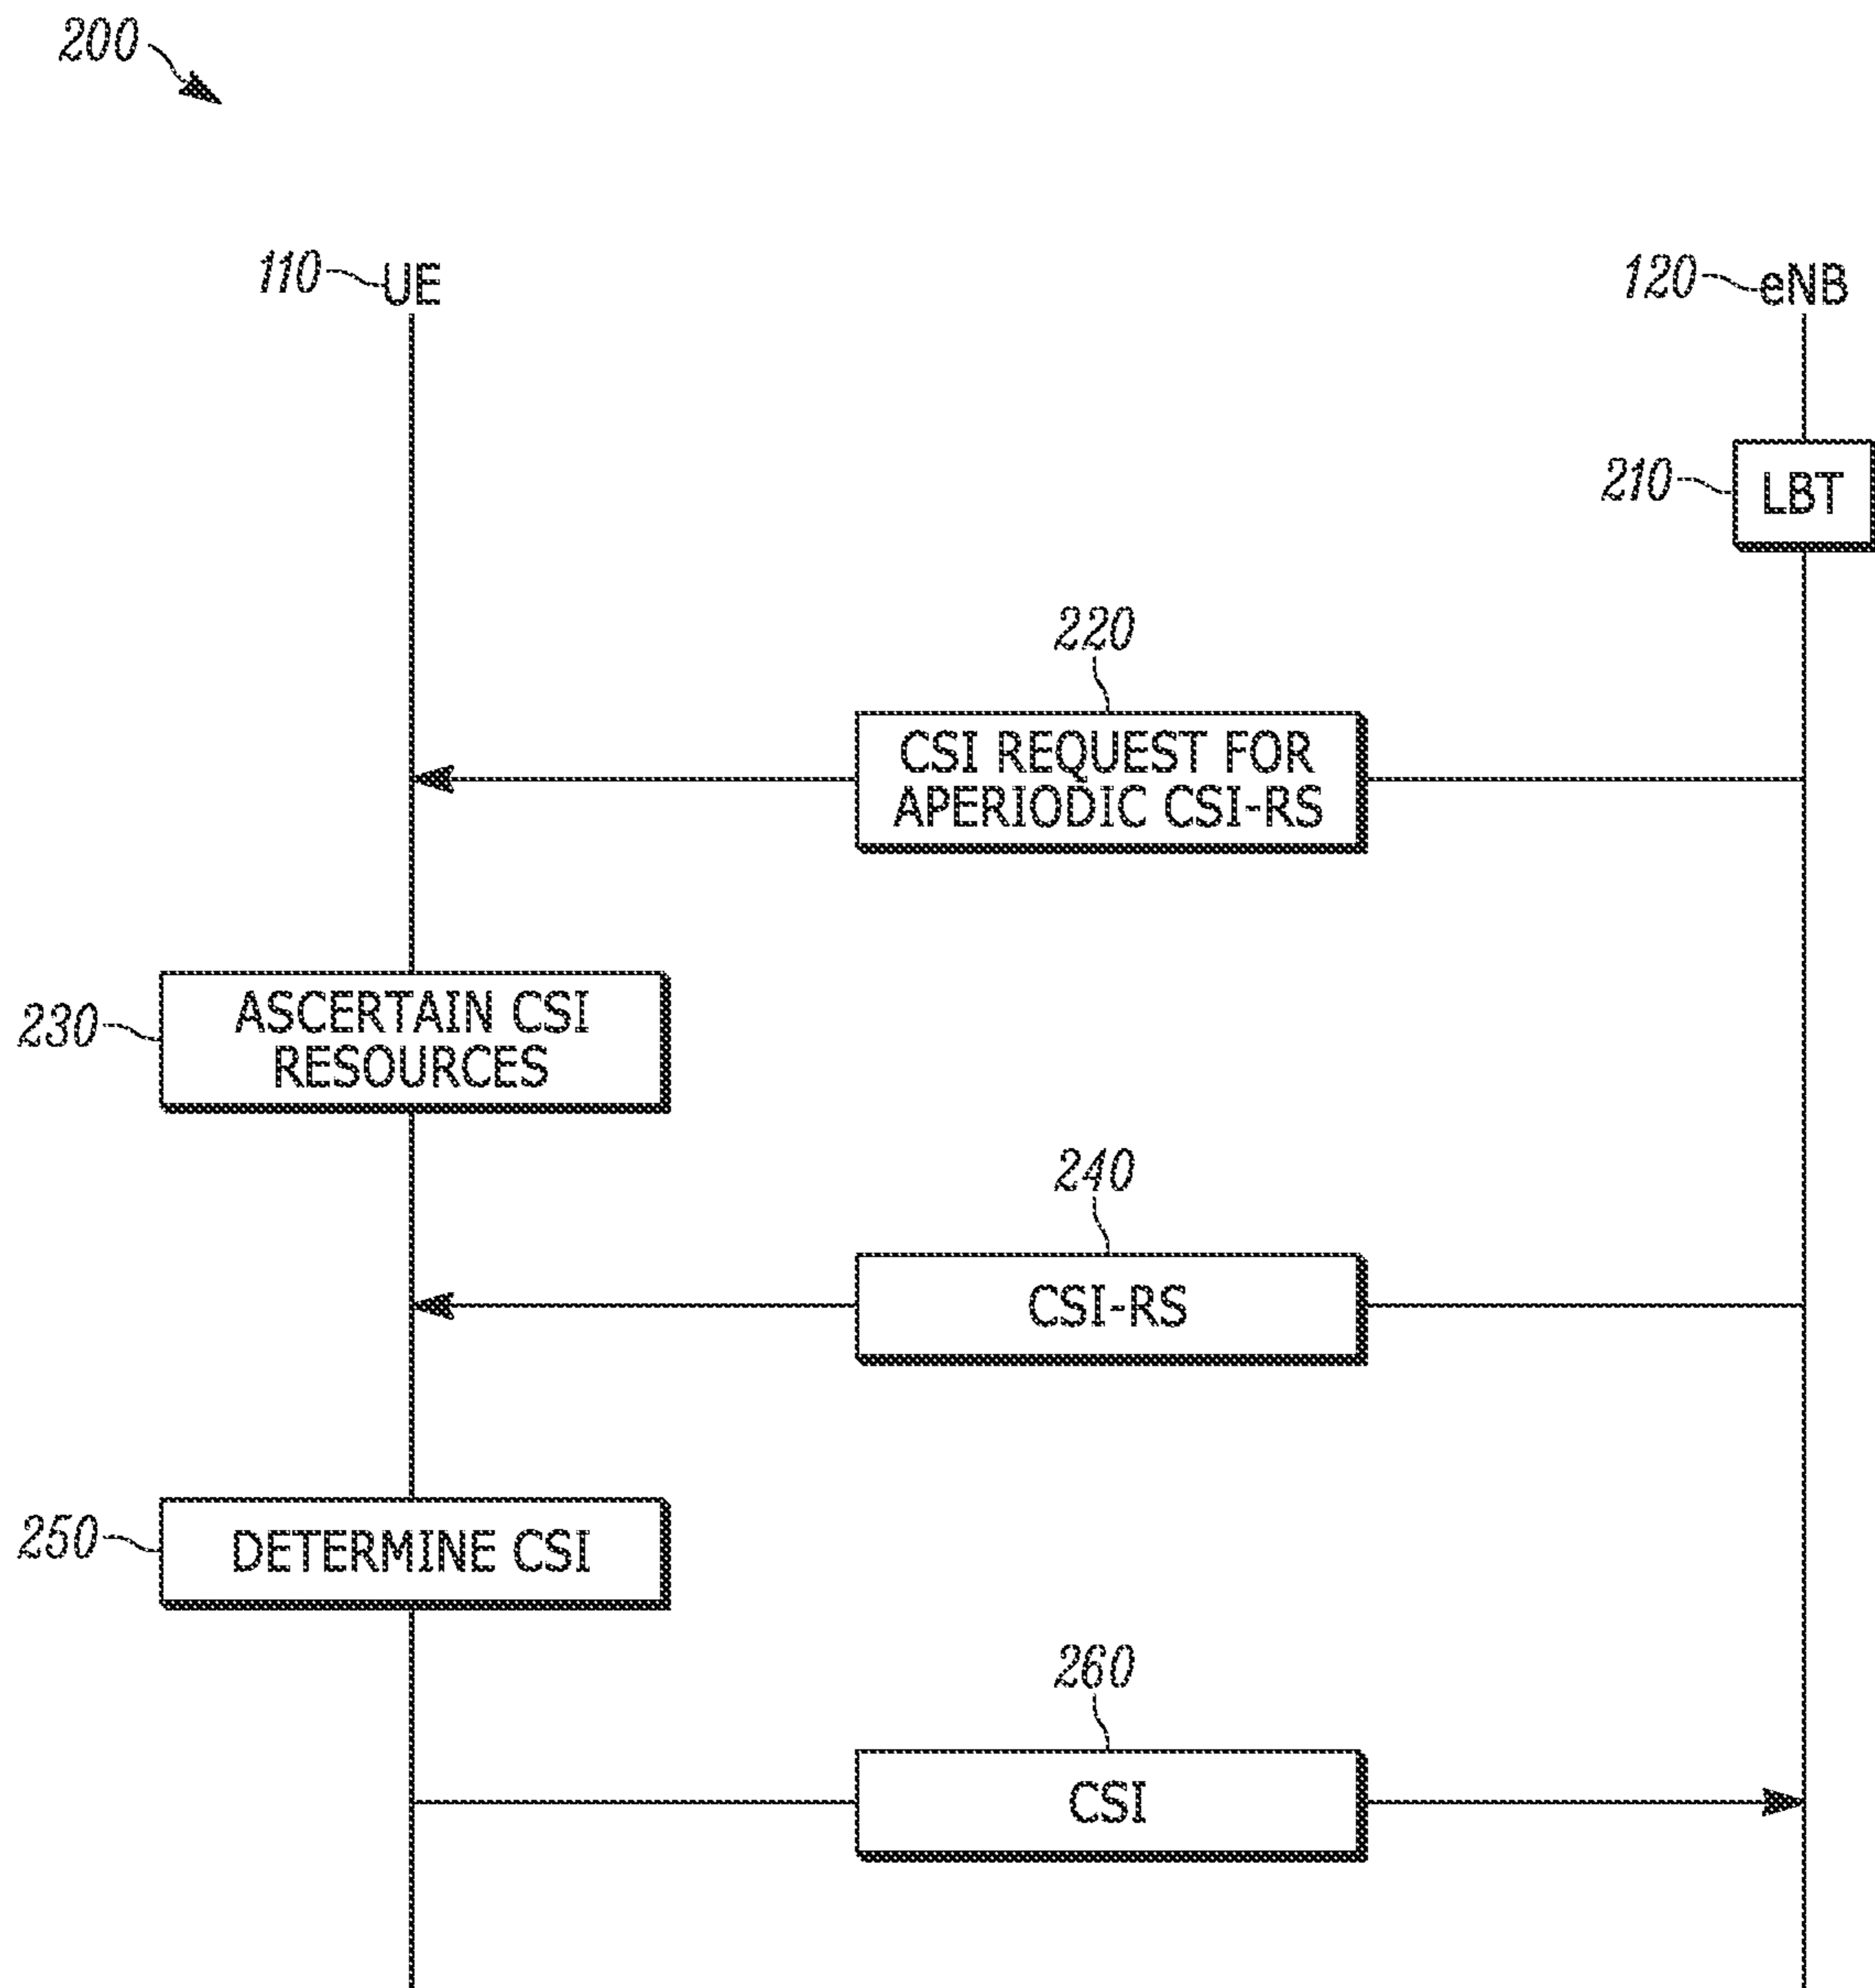 200
110 UE
120 eNB
210 LBT
220
CSI REQUEST FOR
APERIODIC CSI-RS
230
ASCERTAIN CSI
RESOURCES
240
CSI-RS
250 DETERMINE CSI
260
CSI